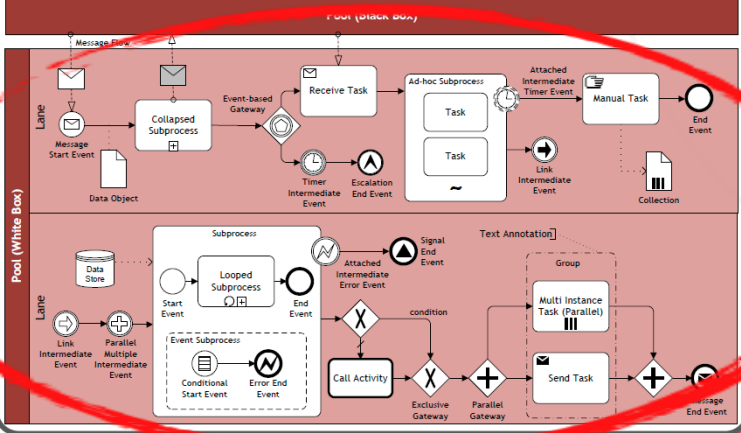 Pool (Black Box)
Message Flow
Pool (White Box)
Lane
Message
Start Event
Data Object
Collapsed
Subprocess
Event-based
Gateway
Receive Task
Timer
Intermediate
Event
Escalation
End Event
Ad-hoc Subprocess
Task
Task
~
Attached
Intermediate
Timer Event
Link
Intermediate
Event
Manual Task
End
Event
Collection
Lane
Data
Store
Link
Intermediate
Event
Parallel
Multiple
Intermediate
Event
Subprocess
Start
Event
Looped
Subprocess
End
Event
Event Subprocess
Conditional
Start Event
Error End
Event
Attached
Intermediate
Error Event
Signal
End
Event
condition
Call Activity
Exclusive
Gateway
Parallel
Gateway
Text Annotation
Group
Multi Instance
Task (Parallel)
Send Task
Message
End Event